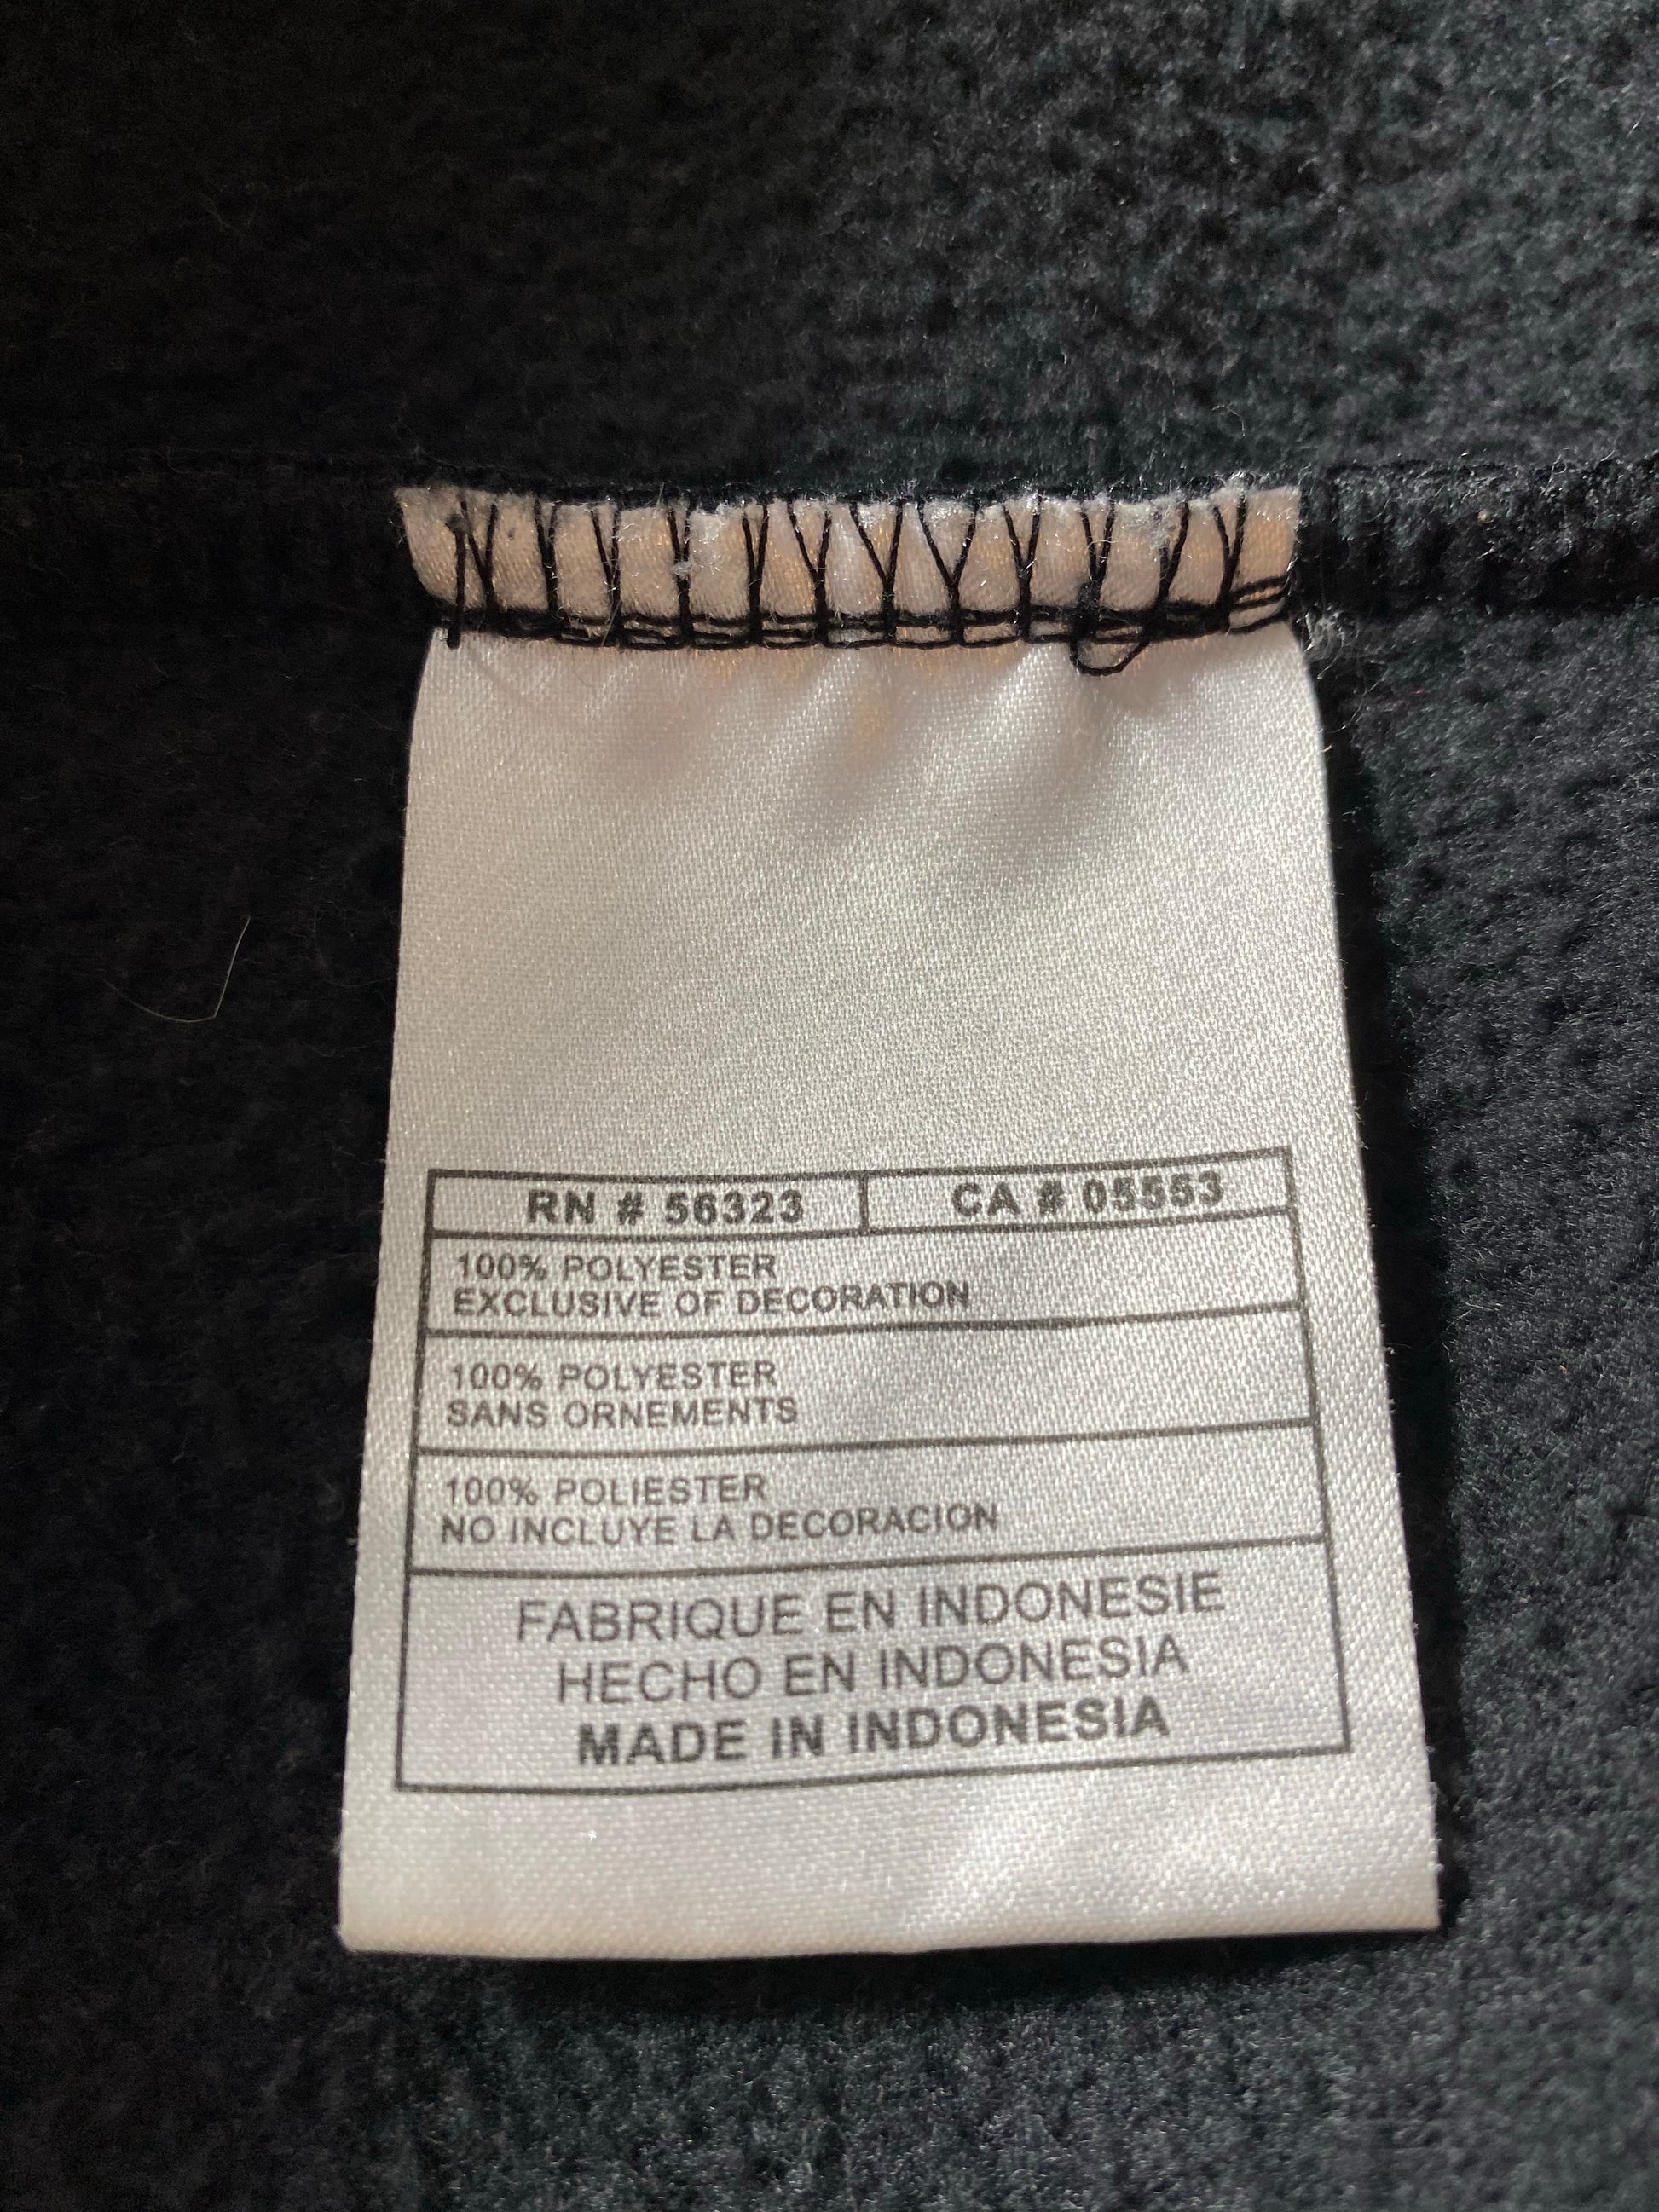 RN # 56323 CA # 05553
100% POLYESTER
EXCLUSIVE OF DECORATION
100% POLYESTER
SANS ORNEMENTS
100% POLIESTER
NO INCLUYE LA DECORACION
FABRIQUE EN INDONESIE
HECHO EN INDONESIA
MADE IN INDONESIA